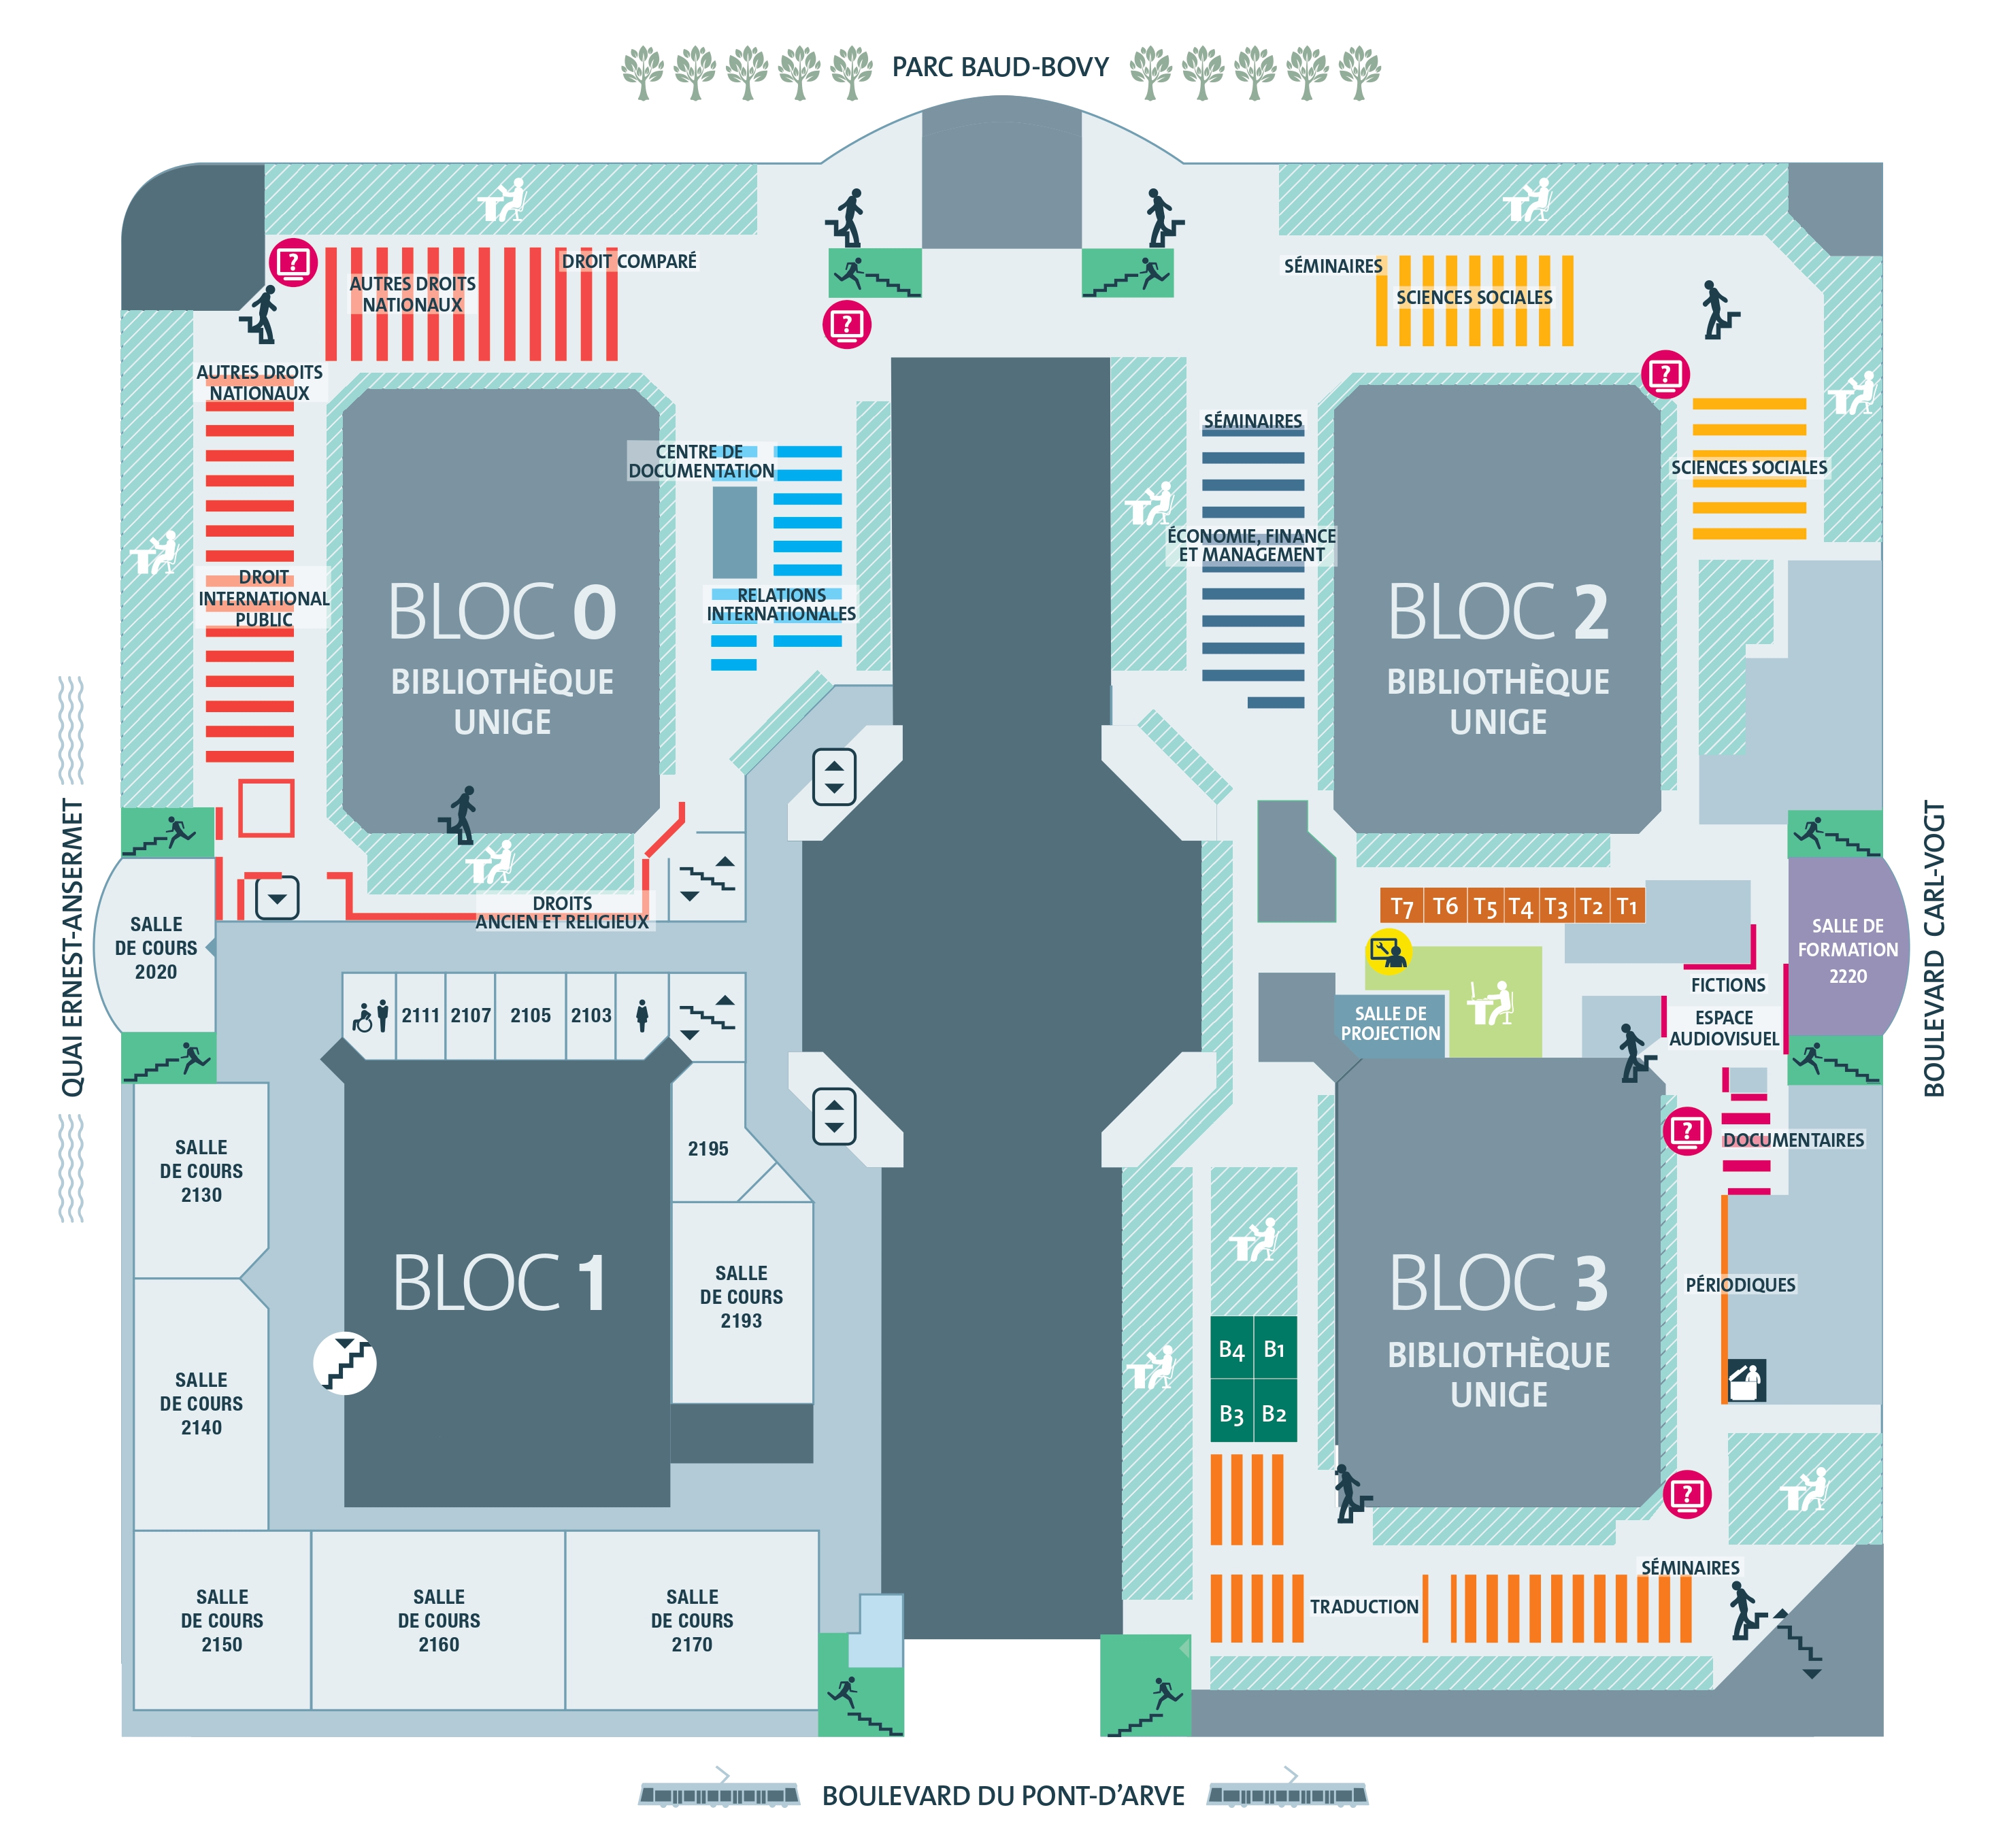 PARC BAUD-BOVY
?
DROIT COMPARÉ
AUTRES DROITS
NATIONAUX
?
SÉMINAIRES
SCIENCES SOCIALES
?
AUTRES DROITS
NATIONAUX
CENTRE DE
DOCUMENTATION
SÉMINAIRES
SCIENCES SOCIALES
ÉCONOMIE, FINANCE
ET MANAGEMENT
DROIT
INTERNATIONAL
PUBLIC
BLOC 0
BIBLIOTHÈQUE
UNIGE
RELATIONS
INTERNATIONALES
BLOC 2
BIBLIOTHÈQUE
UNIGE
QUAI ERNEST-ANSERMET
BOULEVARD CARL-VOGT
SALLE
DE COURS
2020
DROITS
ANCIEN ET RELIGIEUX
T7 T6 T5 T4 T3 T2 T1
SALLE DE
FORMATION
2220
FICTIONS
ESPACE
AUDIOVISUEL
SALLE DE
PROJECTION
2111 2107 2105 2103
?
DOCUMENTAIRES
SALLE
DE COURS
2130
2195
SALLE
DE COURS
2193
BLOC 1
BLOC 3
BIBLIOTHÈQUE
UNIGE
PÉRIODIQUES
B4 B1
B3 B2
SALLE
DE COURS
2140
?
SÉMINAIRES
TRADUCTION
SALLE
DE COURS
2150
SALLE
DE COURS
2160
SALLE
DE COURS
2170
BOULEVARD DU PONT-D'ARVE